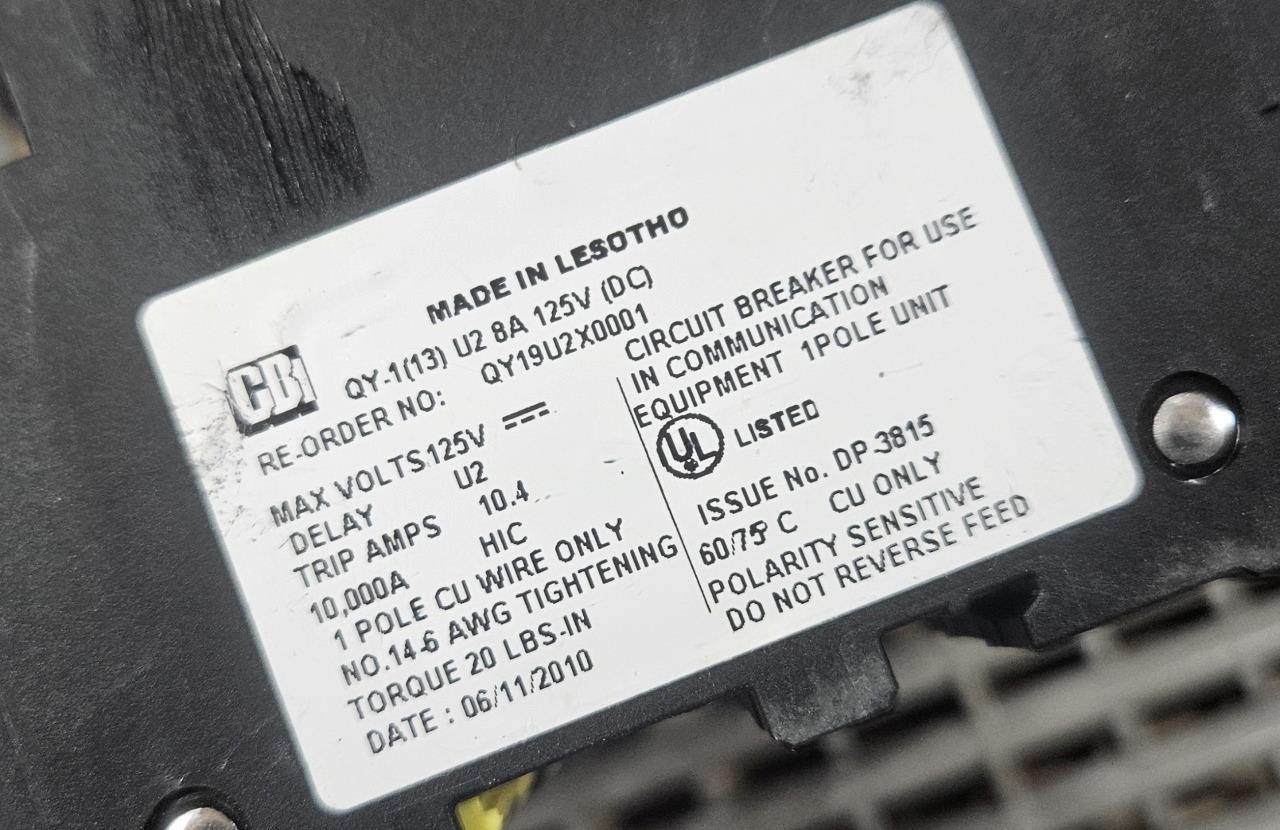 MADE IN LESOTHO
CBI
QY-1(13) U2 8A 125V (DC)
RE-ORDER NO: QY19U2X0001
MAX VOLTS 125V
DELAY U2
TRIP AMPS 10.4
10,000A HIC
1 POLE CU WIRE ONLY
NO.14-6 AWG TIGHTENING
TORQUE 20 LBS-IN
DATE : 06/11/2010
CIRCUIT BREAKER FOR USE
IN COMMUNICATION
EQUIPMENT 1POLE UNIT
UL LISTED
ISSUE No. DP-3815
60/75° C CU ONLY
POLARITY SENSITIVE
DO NOT REVERSE FEED